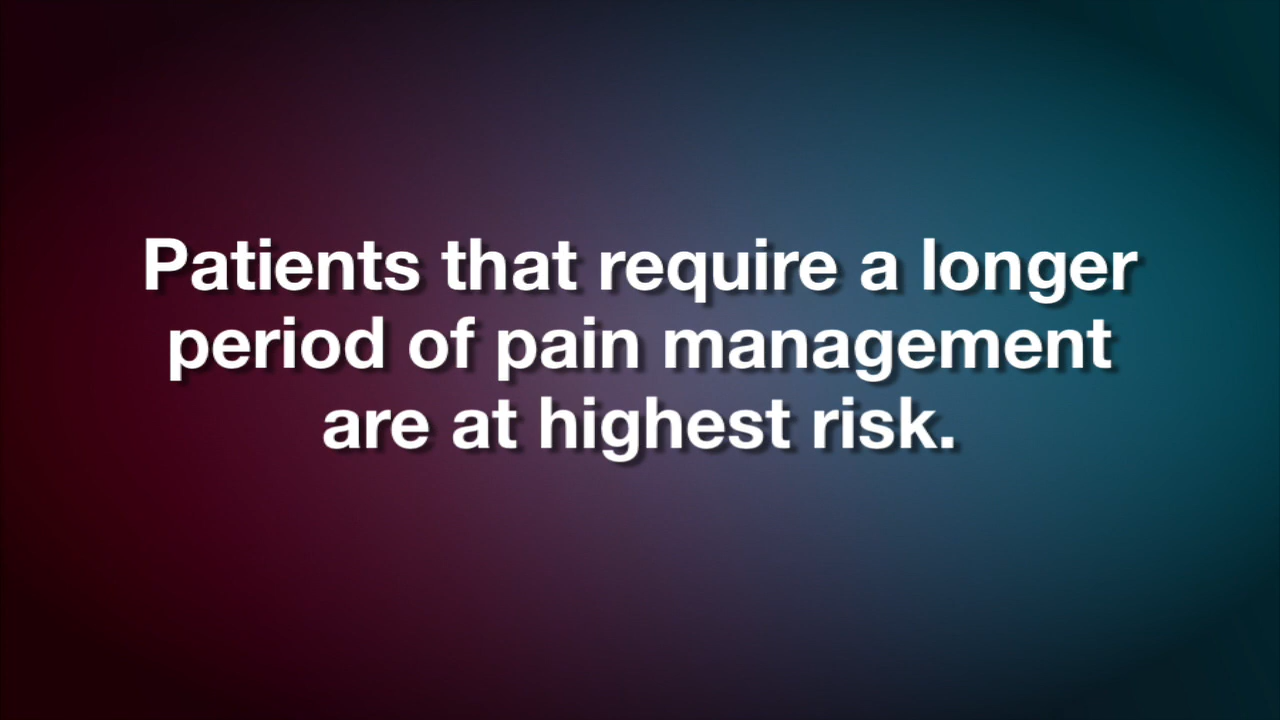 Patients that require a longer
period of pain management
are at highest risk.